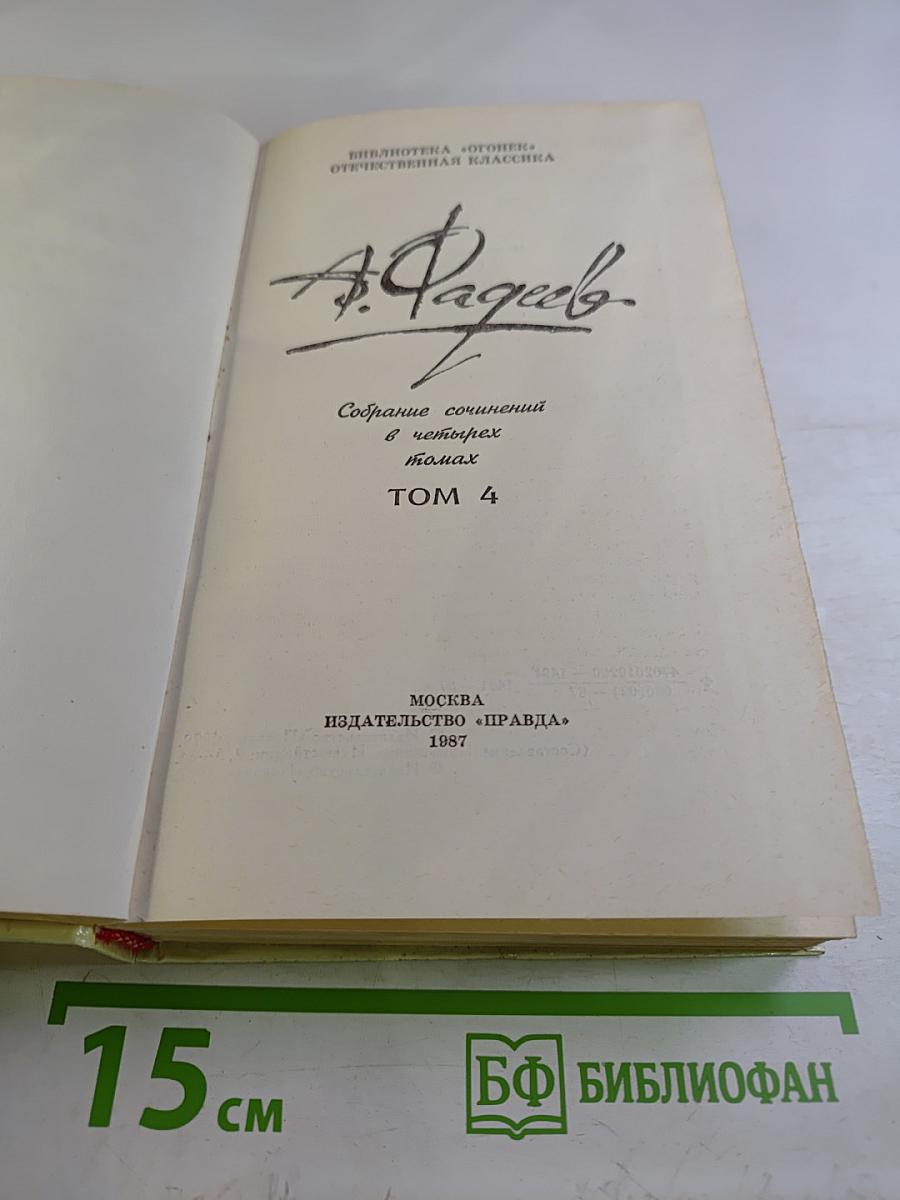 БИБЛИОТЕКА «ОГОНЕК»
ОТЕЧЕСТВЕННАЯ КЛАССИКА
А. Фадеев
Собрание сочинений
в четырех
томах
ТОМ 4
МОСКВА
ИЗДАТЕЛЬСТВО «ПРАВДА»
1987
15 см
БФ БИБЛИОФАН